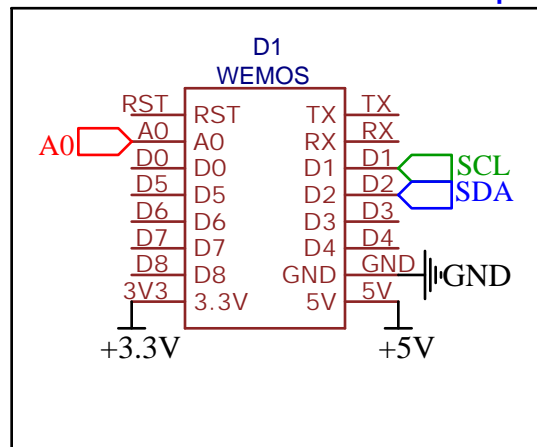 D1
WEMOS
RST RST TX TX
A0 A0 A0 RX RX
D0 D0 D1 D1 SCL
D5 D5 D2 D2 SDA
D6 D6 D3 D3
D7 D7 D4 D4
D8 D8 GND GND GND
3V3 3.3V 5V 5V
+3.3V +5V